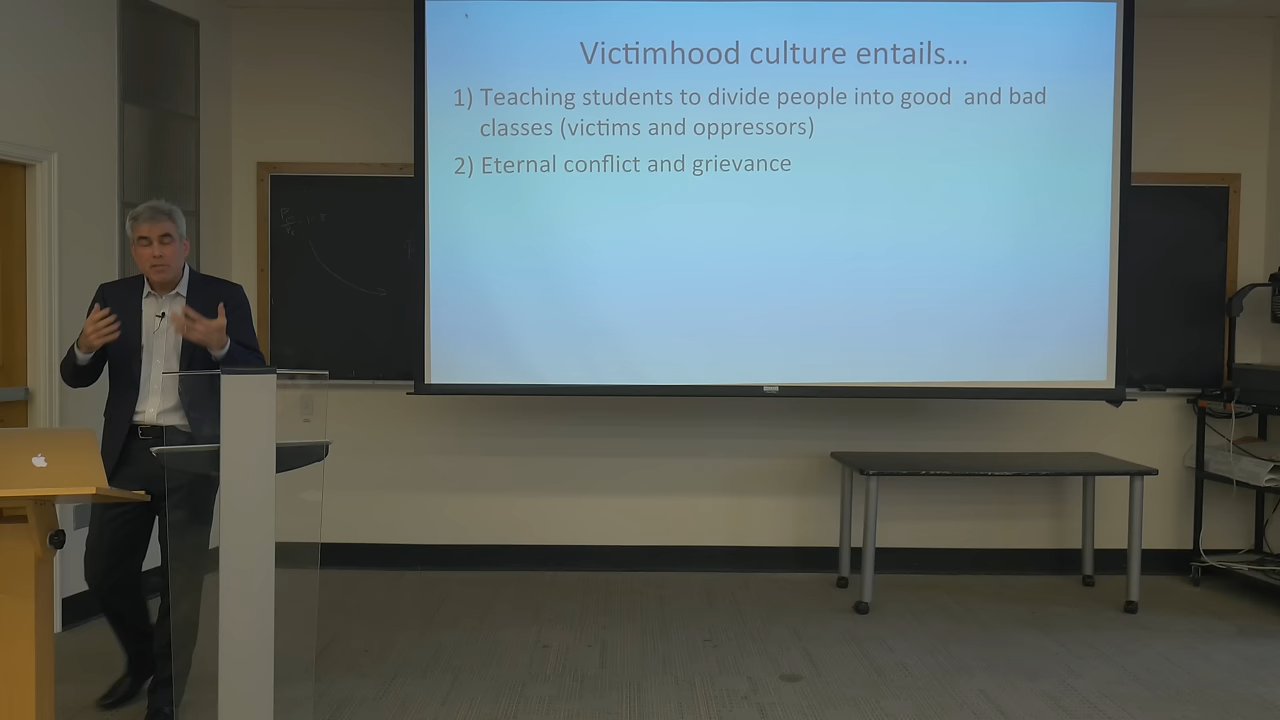 Victimhood culture entails…
1) Teaching students to divide people into good  and bad
classes (victims and oppressors)
2) Eternal conflict and grievance